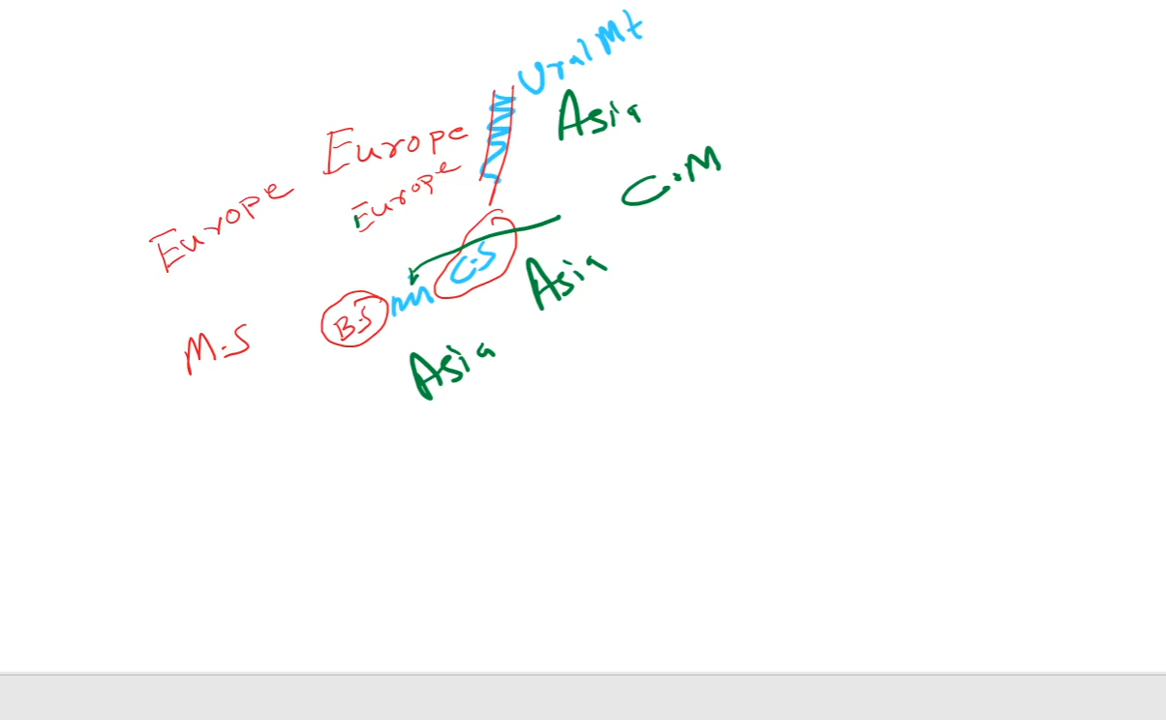 Ural Mt
Asia
Europe
Europe
Europe
C.M
C.S
Asia
B.S
M.S
Asia